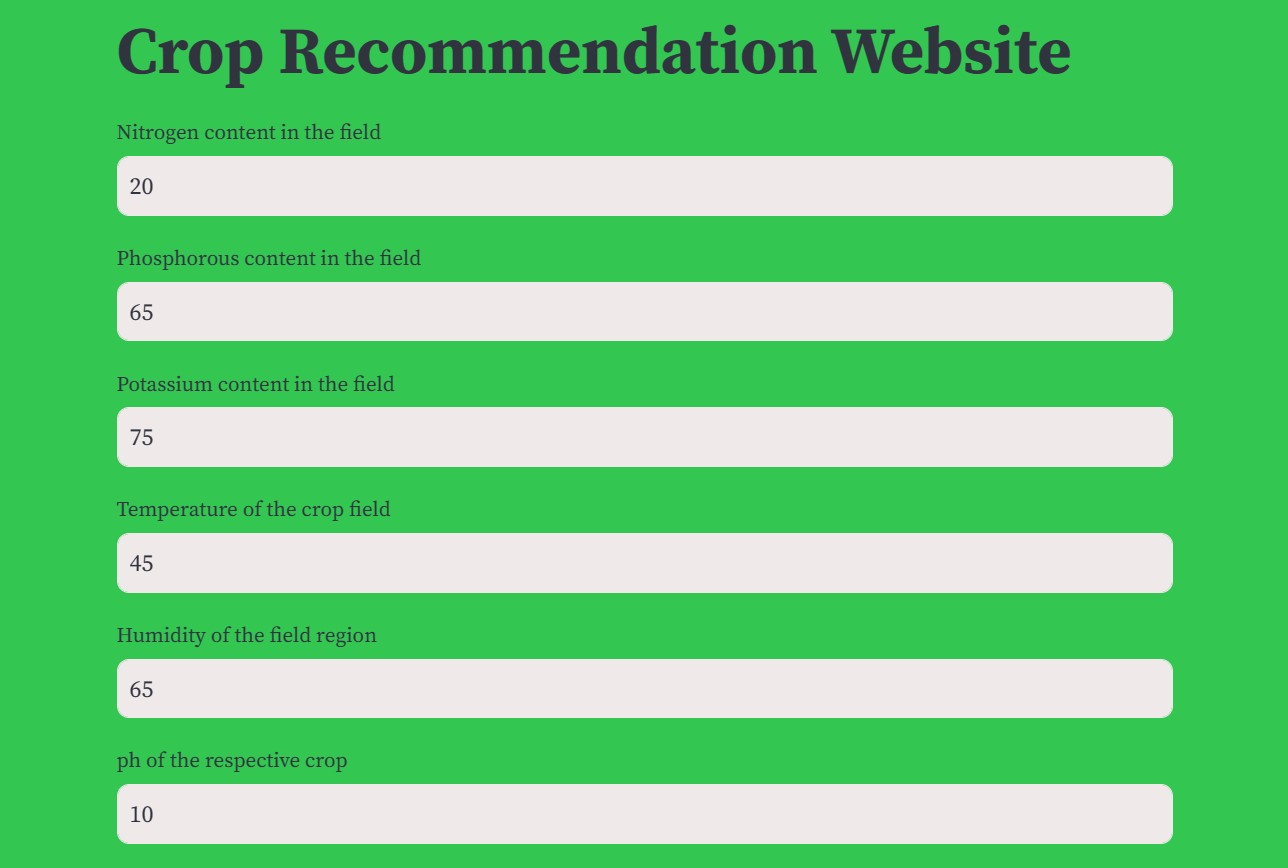 Crop Recommendation Website
Nitrogen content in the field
20
Phosphorous content in the field
65
Potassium content in the field
75
Temperature of the crop field
45
Humidity of the field region
65
ph of the respective crop
10